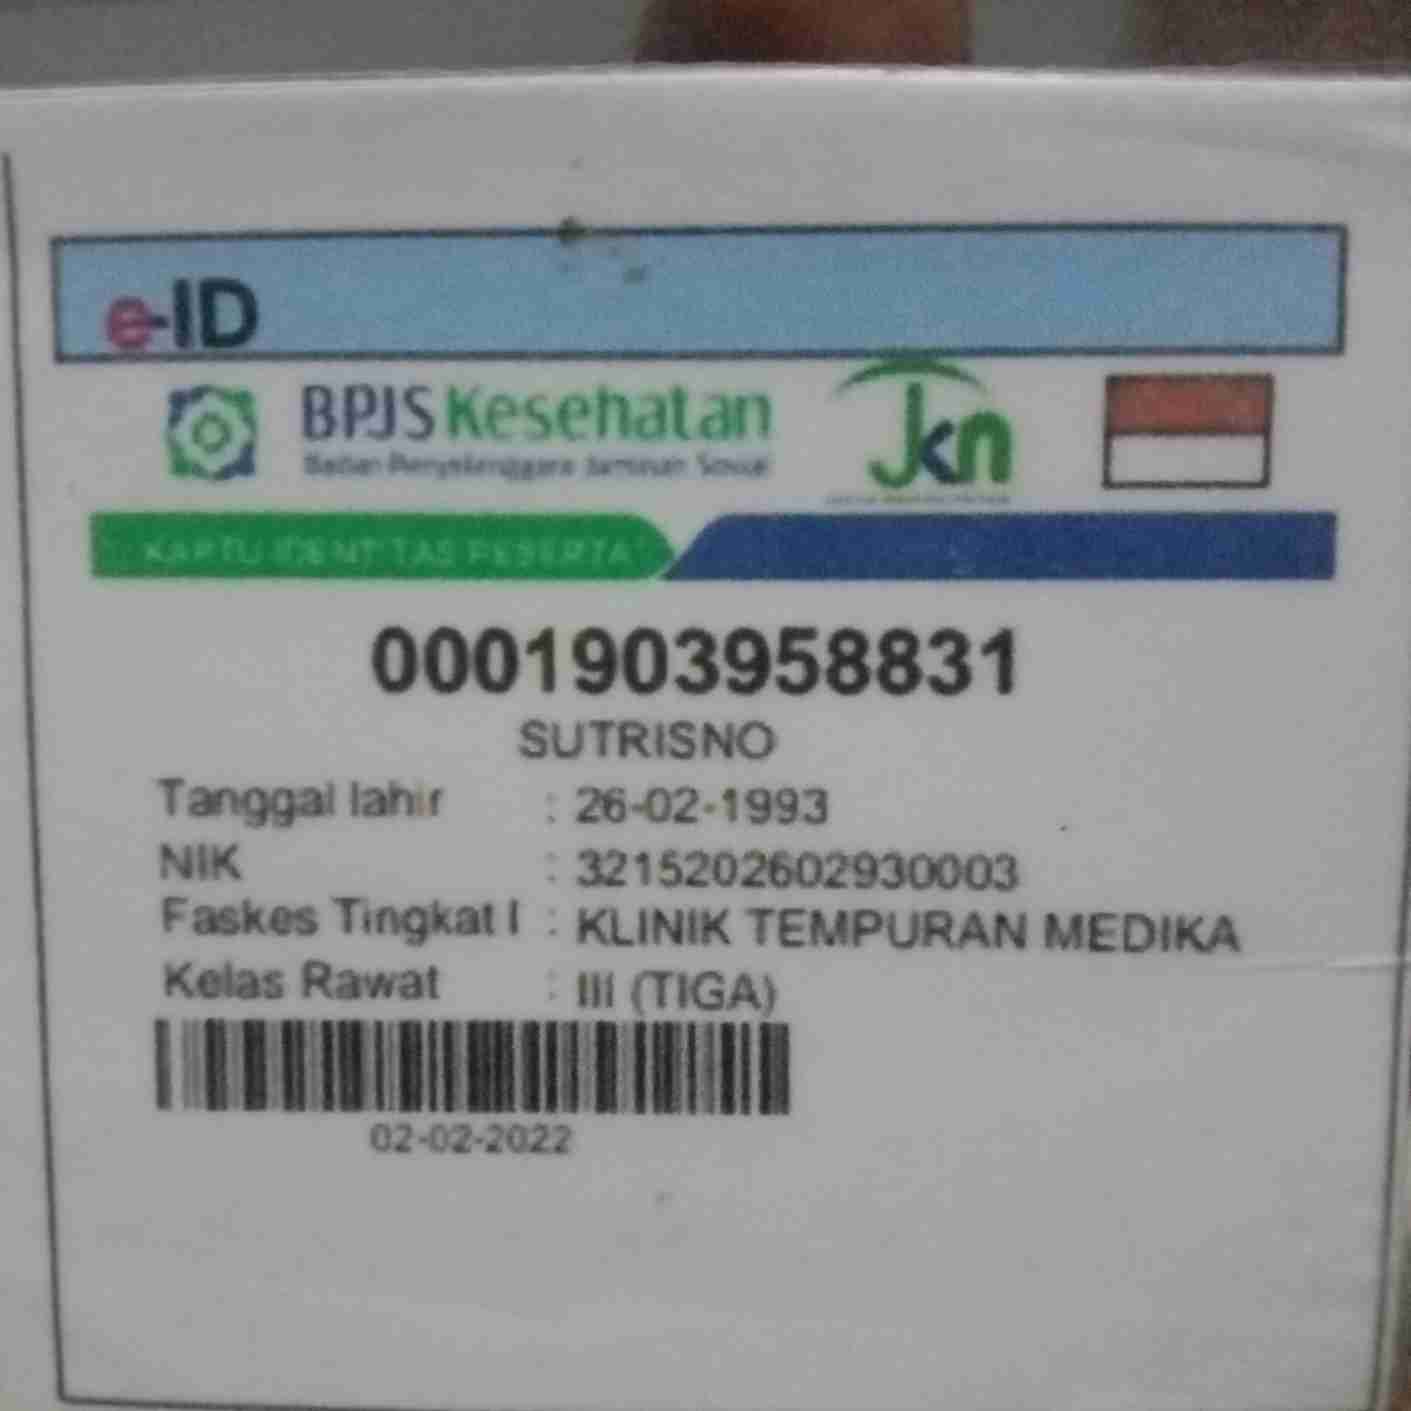 e-ID
BPJS Kesehatan
Badan Penyelenggara Jaminan Sosial
Jkn
KARTU IDENTITAS PESERTA
0001903958831
SUTRISNO
Tanggal lahir : 26-02-1993
NIK : 3215202602930003
Faskes Tingkat I : KLINIK TEMPURAN MEDIKA
Kelas Rawat : III (TIGA)
02-02-2022